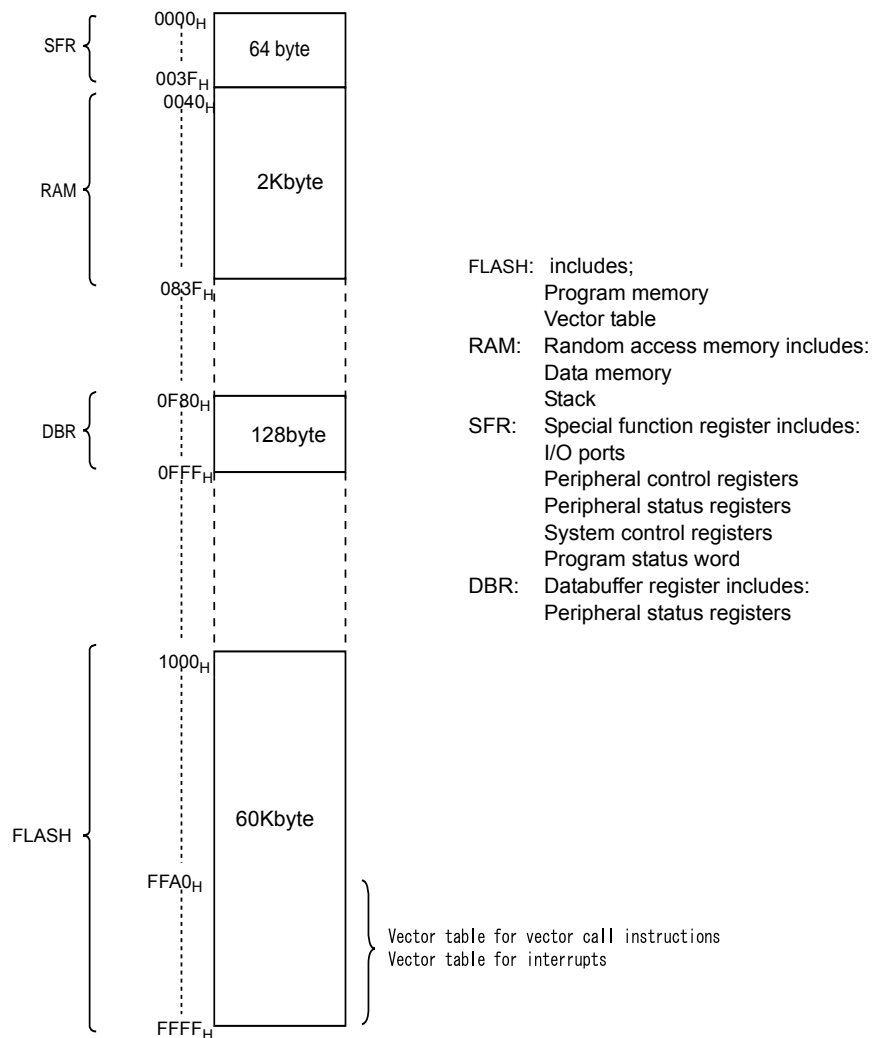 0000H
SFR
64 byte
003FH
0040H
RAM
2Kbyte
083FH
0F80H
DBR
128byte
0FFFH
1000H
FLASH
60Kbyte
FFA0H
Vector table for vector call instructions
Vector table for interrupts
FFFFH
FLASH: includes;
Program memory
Vector table
RAM: Random access memory includes:
Data memory
Stack
SFR: Special function register includes:
I/O ports
Peripheral control registers
Peripheral status registers
System control registers
Program status word
DBR: Databuffer register includes:
Peripheral status registers